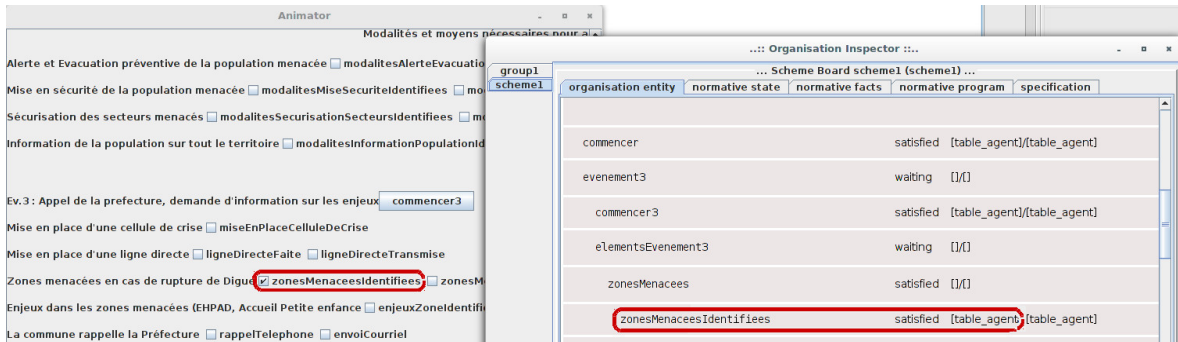 Animator
Modalités et moyens nécessaires pour a
Alerte et Evacuation préventive de la population menacée modalitesAlerteEvacuatio
Mise en sécurité de la population menacée modalitesMiseSecuriteIdentifiees mo
Sécurisation des secteurs menacés modalitesSecurisationSecteursIdentifiees m
Information de la population sur tout le territoire modalitesInformationPopulationId
Ev.3 : Appel de la prefecture, demande d'information sur les enjeux commencer3
Mise en place d'une cellule de crise miseEnPlaceCelluleDeCrise
Mise en place d'une ligne directe ligneDirecteFaite ligneDirecteTransmise
Zones menacées en cas de rupture de Digue zonesMenaceesIdentifiees zonesM
Enjeux dans les zones menacées (EHPAD, Accueil Petite enfance enjeuxZoneIdentifi
La commune rappelle la Préfecture rappelTelephone envoiCourriel
..:: Organisation Inspector ::..
group1
scheme1
... Scheme Board scheme1 (scheme1) ...
organisation entity normative state normative facts normative program specification
commencer satisfied [table_agent]/[table_agent]
evenement3 waiting []/[]
commencer3 satisfied [table_agent]/[table_agent]
elementsEvenement3 waiting []/[]
zonesMenacees satisfied []/[]
zonesMenaceesIdentifiees satisfied [table_agent]/[table_agent]